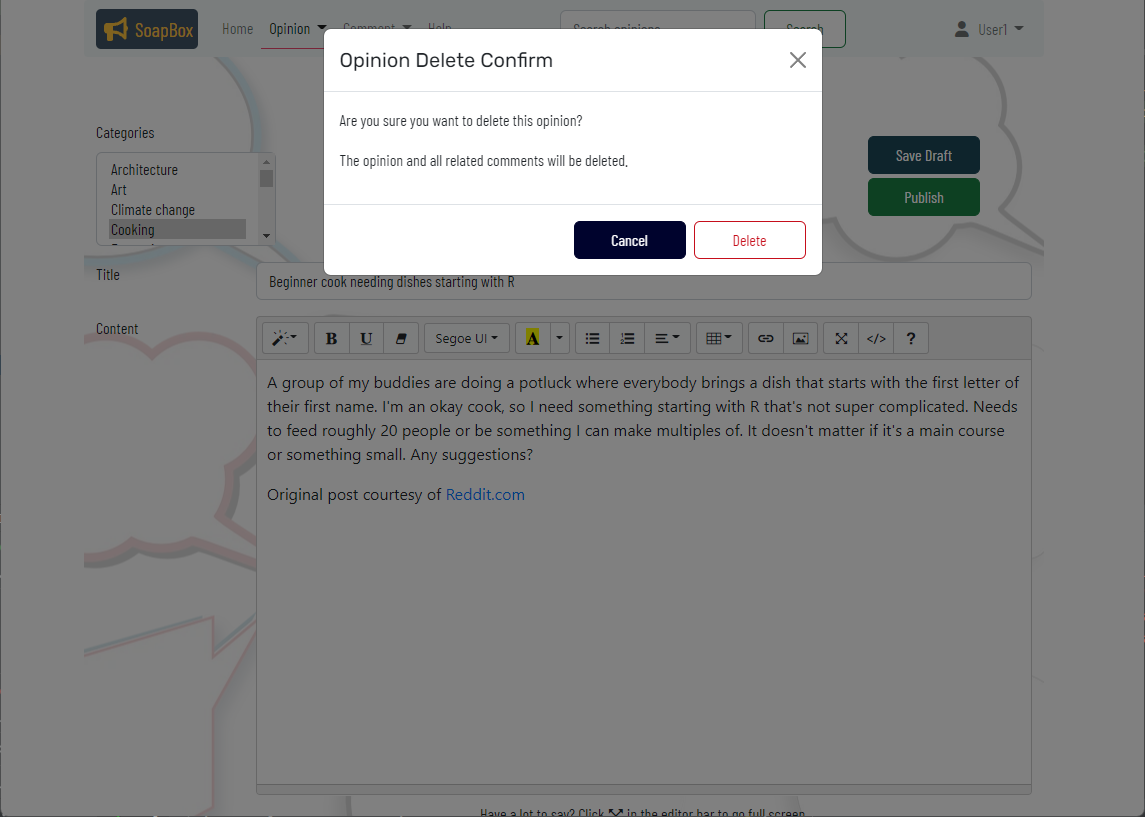 SoapBox
Home Opinion Comment Help Search opinions Search User1
Opinion Delete Confirm
Are you sure you want to delete this opinion?
The opinion and all related comments will be deleted.
Cancel Delete
Categories
Architecture
Art
Climate change
Cooking
Save Draft
Publish
Title
Beginner cook needing dishes starting with R
Content
B U Segoe UI A </> ?
A group of my buddies are doing a potluck where everybody brings a dish that starts with the first letter of
their first name. I'm an okay cook, so I need something starting with R that's not super complicated. Needs
to feed roughly 20 people or be something I can make multiples of. It doesn't matter if it's a main course
or something small. Any suggestions?
Original post courtesy of Reddit.com
Have a lot to say? Click in the editor bar to go full screen